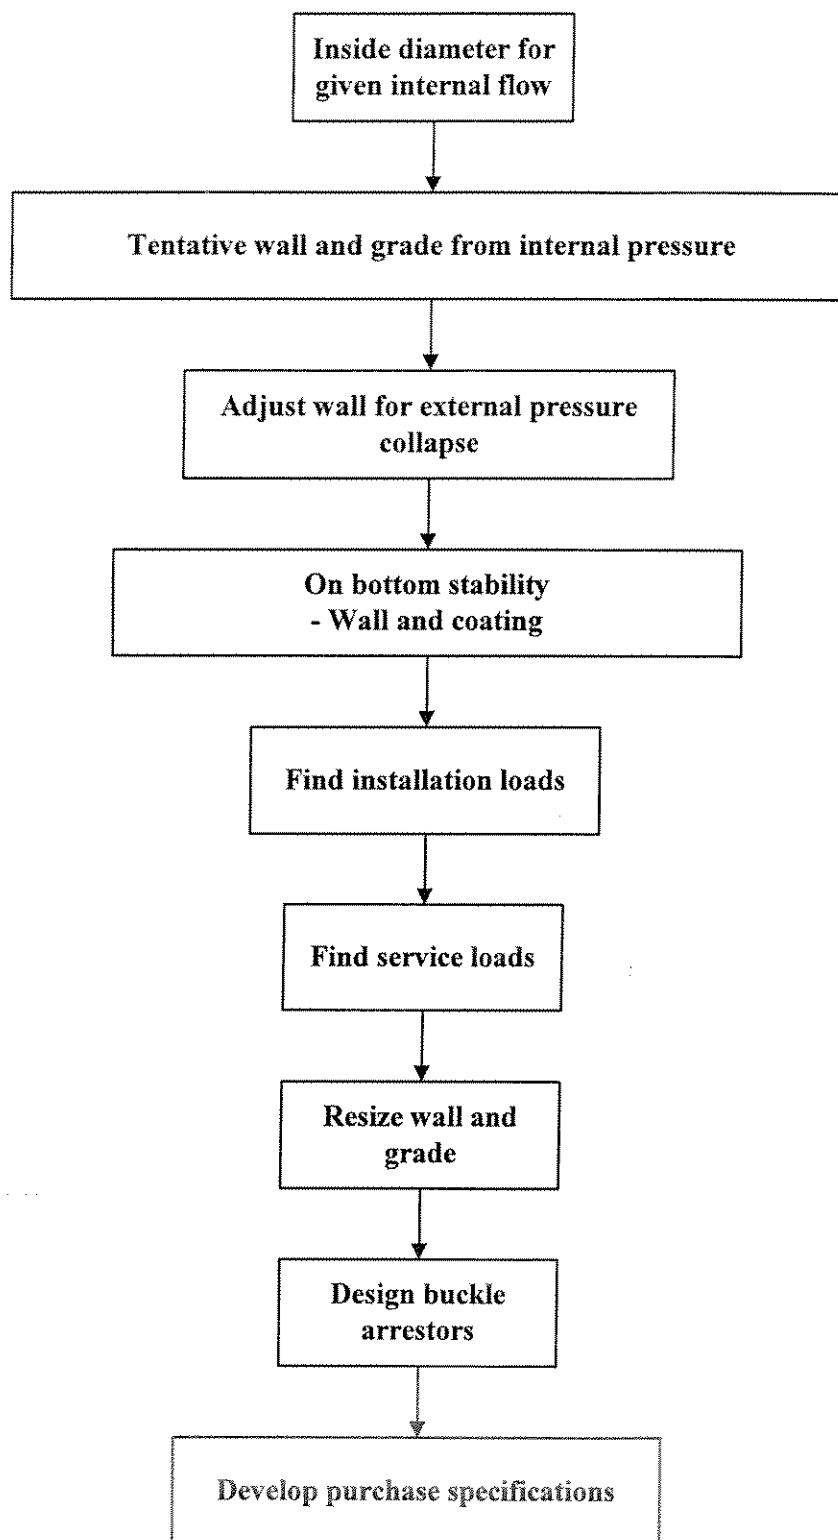 Inside diameter for
given internal flow
Tentative wall and grade from internal pressure
Adjust wall for external pressure
collapse
On bottom stability
- Wall and coating
Find installation loads
Find service loads
Resize wall and
grade
Design buckle
arrestors
Develop purchase specifications